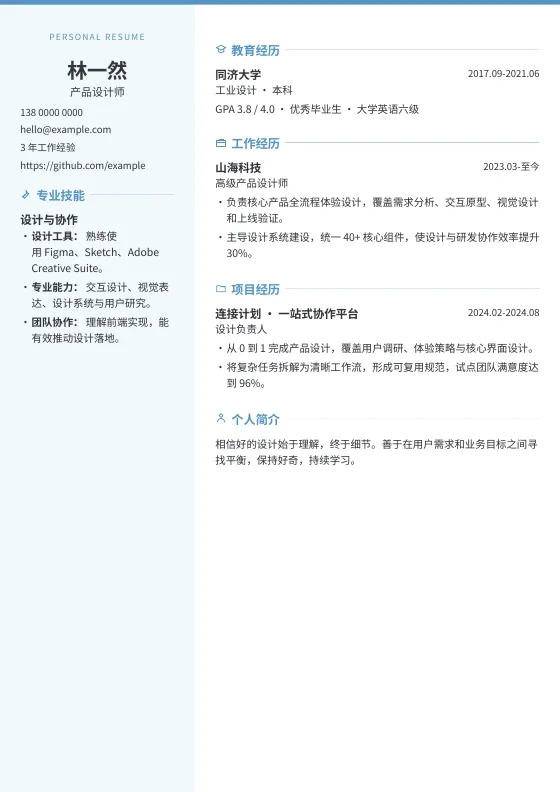 PERSONAL RESUME
林一然
产品设计师
138 0000 0000
hello@example.com
3 年工作经验
https://github.com/example
专业技能
设计与协作
• 设计工具： 熟练使
用 Figma、Sketch、Adobe
Creative Suite。
• 专业能力： 交互设计、视觉表
达、设计系统与用户研究。
• 团队协作： 理解前端实现，能
有效推动设计落地。
教育经历
同济大学 2017.09-2021.06
工业设计 • 本科
GPA 3.8 / 4.0 • 优秀毕业生 • 大学英语六级
工作经历
山海科技 2023.03-至今
高级产品设计师
• 负责核心产品全流程体验设计，覆盖需求分析、交互原型、视觉设计
和上线验证。
• 主导设计系统建设，统一 40+ 核心组件，使设计与研发协作效率提升
30%。
项目经历
连接计划 • 一站式协作平台 2024.02-2024.08
设计负责人
• 从 0 到 1 完成产品设计，覆盖用户调研、体验策略与核心界面设计。
• 将复杂任务拆解为清晰工作流，形成可复用规范，试点团队满意度达
到 96%。
个人简介
相信好的设计始于理解，终于细节。善于在用户需求和业务目标之间寻
找平衡，保持好奇，持续学习。